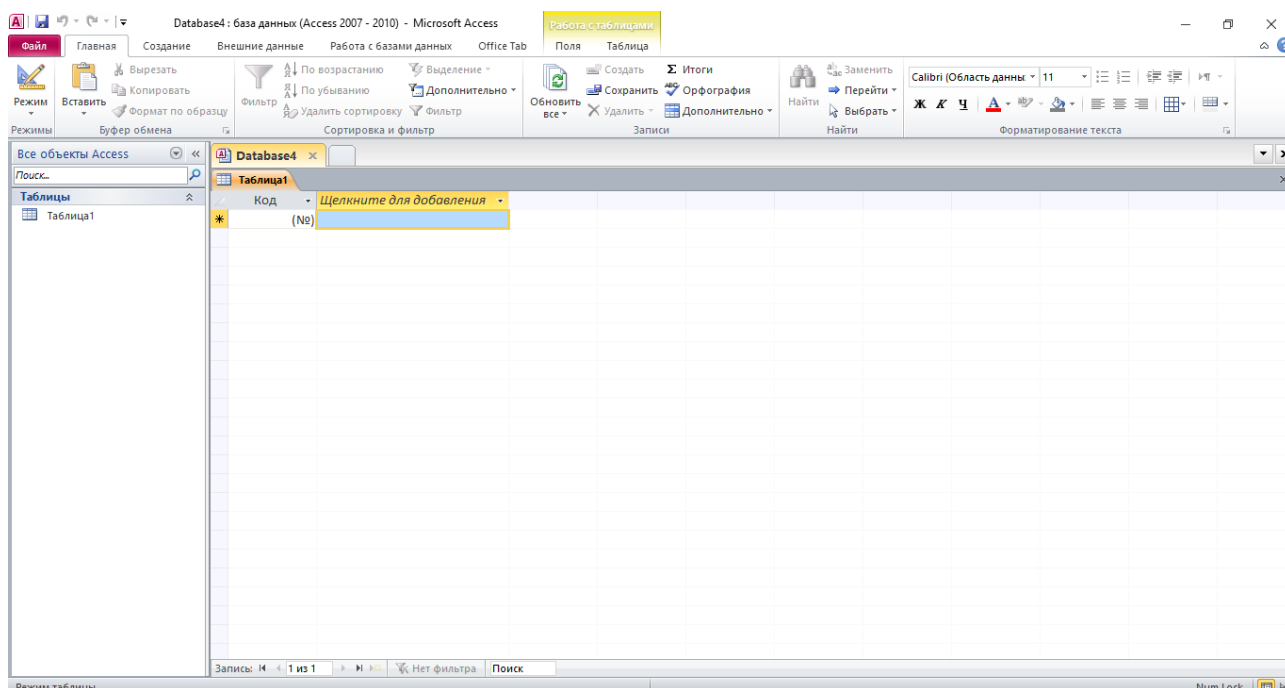 Database4 : база данных (Access 2007 - 2010) - Microsoft Access
Работа с таблицами
Файл Главная Создание Внешние данные Работа с базами данных Office Tab Поля Таблица
Вырезать По возрастанию Выделение Создать Σ Итоги Заменить Calibri (Область данны 11
Копировать По убыванию Дополнительно Сохранить Орфография Перейти
Режим Вставить Формат по образцу Фильтр Удалить сортировку Фильтр Обновить все Удалить Дополнительно Найти Выбрать Ж К Ч А
Режимы Буфер обмена Сортировка и фильтр Записи Найти Форматирование текста
Все объекты Access Database4
Поиск... Таблица1
Таблицы Код Щелкните для добавления
Таблица1 (№)
Запись: 1 из 1 Нет фильтра Поиск
Режим таблицы Num Lock